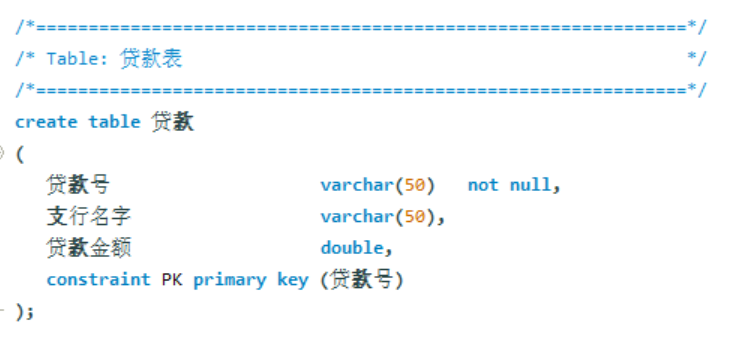 /*==============================================================*/
/* Table: 贷款表                                                */
/*==============================================================*/
create table 贷款
(
   贷款号                    varchar(50)   not null,
   支行名字                  varchar(50),
   贷款金额                  double,
   constraint PK primary key (贷款号)
);